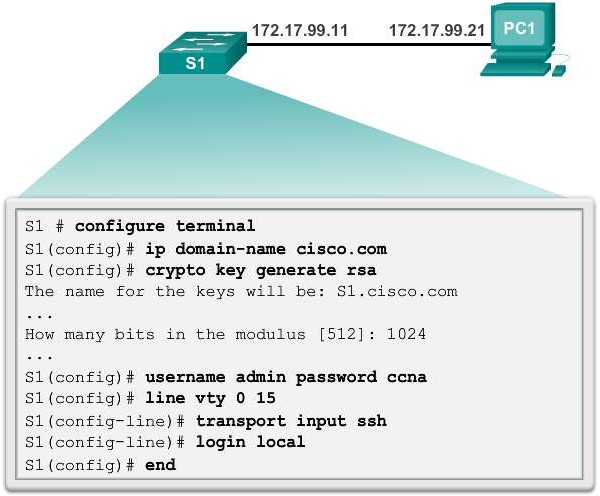 172.17.99.11 172.17.99.21
PC1
S1
S1 # configure terminal
S1(config)# ip domain-name cisco.com
S1(config)# crypto key generate rsa
The name for the keys will be: S1.cisco.com
...
How many bits in the modulus [512]: 1024
...
S1(config)# username admin password ccna
S1(config)# line vty 0 15
S1(config-line)# transport input ssh
S1(config-line)# login local
S1(config)# end